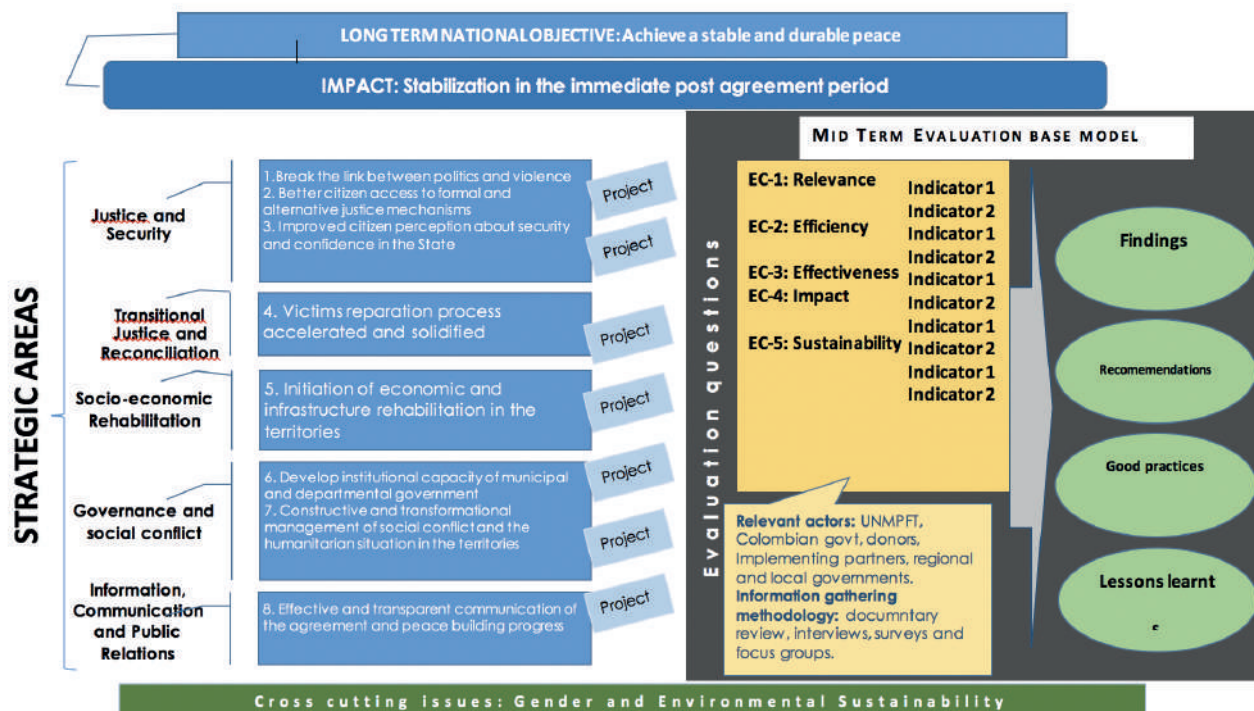 LONG TERM NATIONAL OBJECTIVE: Achieve a stable and durable peace
IMPACT: Stabilization in the immediate post agreement period
STRATEGIC AREAS
Justice and
Security
1.Break the link between politics and violence
2. Better citizen access to formal and
alternative justice mechanisms
3. Improved citizen perception about security
and confidence in the State
Project
Project
Transitional
Justice and
Reconciliation
4. Victims reparation process
accelerated and solidified
Project
Socio-economic
Rehabilitation
5. Initiation of economic and
infrastructure rehabilitation in the
territories
Project
Governance and
social conflict
6. Develop institutional capacity of municipal
and departmental government
7. Constructive and transformational
management of social conflict and the
humanitarian situation in the territories
Project
Project
Information,
Communication
and Public
Relations
8. Effective and transparent communication of
the agreement and peace building progress
Project
MID TERM EVALUATION BASE MODEL
Evaluation questions
EC-1: Relevance
Indicator 1
Indicator 2
EC-2: Efficiency
Indicator 1
Indicator 2
EC-3: Effectiveness
Indicator 1
EC-4: Impact
Indicator 2
Indicator 1
EC-5: Sustainability
Indicator 2
Indicator 1
Indicator 2
Relevant actors: UNMPFT,
Colombian govt, donors,
Implementing partners, regional
and local governments.
Information gathering
methodology: documntary
review, interviews, surveys and
focus groups.
Findings
Recomemendations
Good practices
Lessons learnt
Cross cutting issues: Gender and Environmental Sustainability